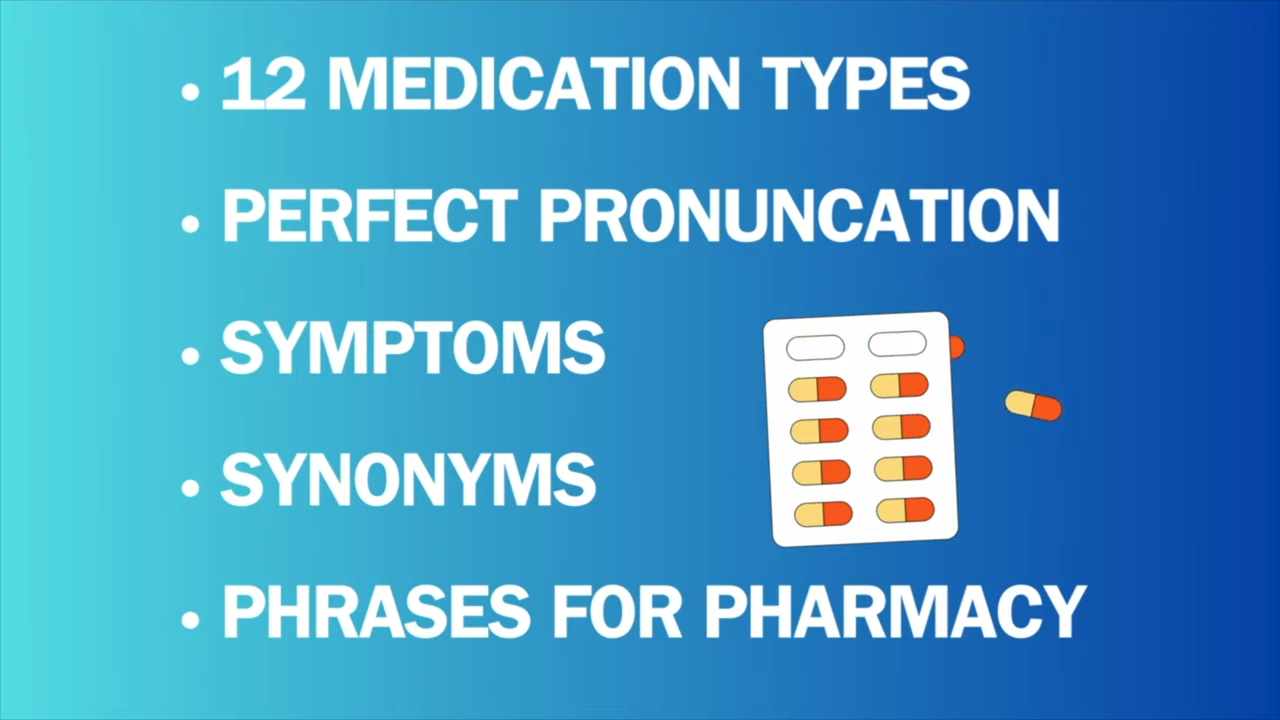 • 12 MEDICATION TYPES
• PERFECT PRONUNCATION
• SYMPTOMS
• SYNONYMS
• PHRASES FOR PHARMACY